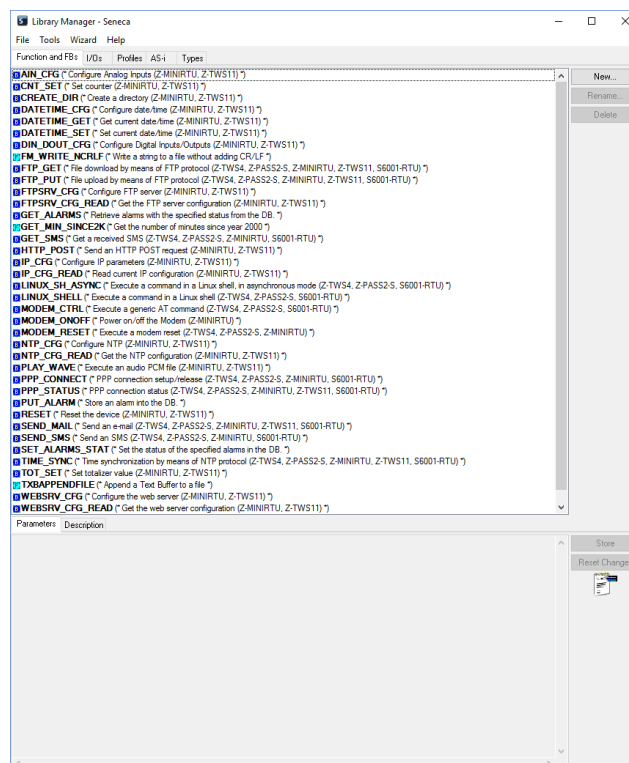 Library Manager - Seneca
File Tools Wizard Help
Function and FBs I/Os Profiles AS-i Types
AIN_CFG (* Configure Analog Inputs (Z-MINIRTU, Z-TWS11) *)
CNT_SET (* Set counter (Z-MINIRTU, Z-TWS11) *)
CREATE_DIR (* Create a directory (Z-MINIRTU, Z-TWS11) *)
DATETIME_CFG (* Configure date/time (Z-MINIRTU, Z-TWS11) *)
DATETIME_GET (* Get current date/time (Z-MINIRTU, Z-TWS11) *)
DATETIME_SET (* Set current date/time (Z-MINIRTU, Z-TWS11) *)
DIN_DOUT_CFG (* Configure Digital Inputs/Outputs (Z-MINIRTU, Z-TWS11) *)
FM_WRITE_NCRLF (* Write a string to a file without adding CR/LF *)
FTP_GET (* File download by means of FTP protocol (Z-TWS4, Z-PASS2-S, Z-MINIRTU, Z-TWS11, S6001-RTU) *)
FTP_PUT (* File upload by means of FTP protocol (Z-TWS4, Z-PASS2-S, Z-MINIRTU, Z-TWS11, S6001-RTU) *)
FTPSRV_CFG (* Configure FTP server (Z-MINIRTU, Z-TWS11) *)
FTPSRV_CFG_READ (* Get the FTP server configuration (Z-MINIRTU, Z-TWS11) *)
GET_ALARMS (* Retrieve alarms with the specified status from the DB. *)
GET_MIN_SINCE2K (* Get the number of minutes since year 2000 *)
GET_SMS (* Get a received SMS (Z-TWS4, Z-PASS2-S, Z-MINIRTU, S6001-RTU) *)
HTTP_POST (* Send an HTTP POST request (Z-MINIRTU, Z-TWS11) *)
IP_CFG (* Configure IP parameters (Z-MINIRTU, Z-TWS11) *)
IP_CFG_READ (* Read current IP configuration (Z-MINIRTU, Z-TWS11) *)
LINUX_SH_ASYNC (* Execute a command in a Linux shell, in asynchronous mode (Z-TWS4, Z-PASS2-S, S6001-RTU) *)
LINUX_SHELL (* Execute a command in a Linux shell (Z-TWS4, Z-PASS2-S, S6001-RTU) *)
MODEM_CTRL (* Execute a generic AT command (Z-TWS4, Z-PASS2-S, Z-MINIRTU, S6001-RTU) *)
MODEM_ONOFF (* Power on/off the Modem (Z-MINIRTU) *)
MODEM_RESET (* Execute a modem reset (Z-TWS4, Z-PASS2-S, Z-MINIRTU) *)
NTP_CFG (* Configure NTP (Z-MINIRTU, Z-TWS11) *)
NTP_CFG_READ (* Get the NTP configuration (Z-MINIRTU, Z-TWS11) *)
PLAY_WAVE (* Execute an audio PCM file (Z-MINIRTU, Z-TWS11) *)
PPP_CONNECT (* PPP connection setup/release (Z-TWS4, Z-PASS2-S, Z-MINIRTU, S6001-RTU) *)
PPP_STATUS (* PPP connection status (Z-TWS4, Z-PASS2-S, Z-MINIRTU, S6001-RTU) *)
PUT_ALARM (* Store an alarm into the DB. *)
RESET (* Reset the device (Z-MINIRTU, Z-TWS11) *)
SEND_MAIL (* Send an e-mail (Z-TWS4, Z-PASS2-S, Z-MINIRTU, Z-TWS11, S6001-RTU) *)
SEND_SMS (* Send an SMS (Z-TWS4, Z-PASS2-S, Z-MINIRTU, S6001-RTU) *)
SET_ALARMS_STAT (* Set the status of the specified alarms in the DB. *)
TIME_SYNC (* Time synchronization by means of NTP protocol (Z-TWS4, Z-PASS2-S, Z-MINIRTU, Z-TWS11, S6001-RTU) *)
TOT_SET (* Set totalizer value (Z-MINIRTU, Z-TWS11) *)
TXBAPPENDFILE (* Append a Text Buffer to a file *)
WEBSRV_CFG (* Configure the web server (Z-MINIRTU, Z-TWS11) *)
WEBSRV_CFG_READ (* Get the web server configuration (Z-MINIRTU, Z-TWS11) *)
New...
Rename...
Delete
Parameters Description
Store
Reset Change